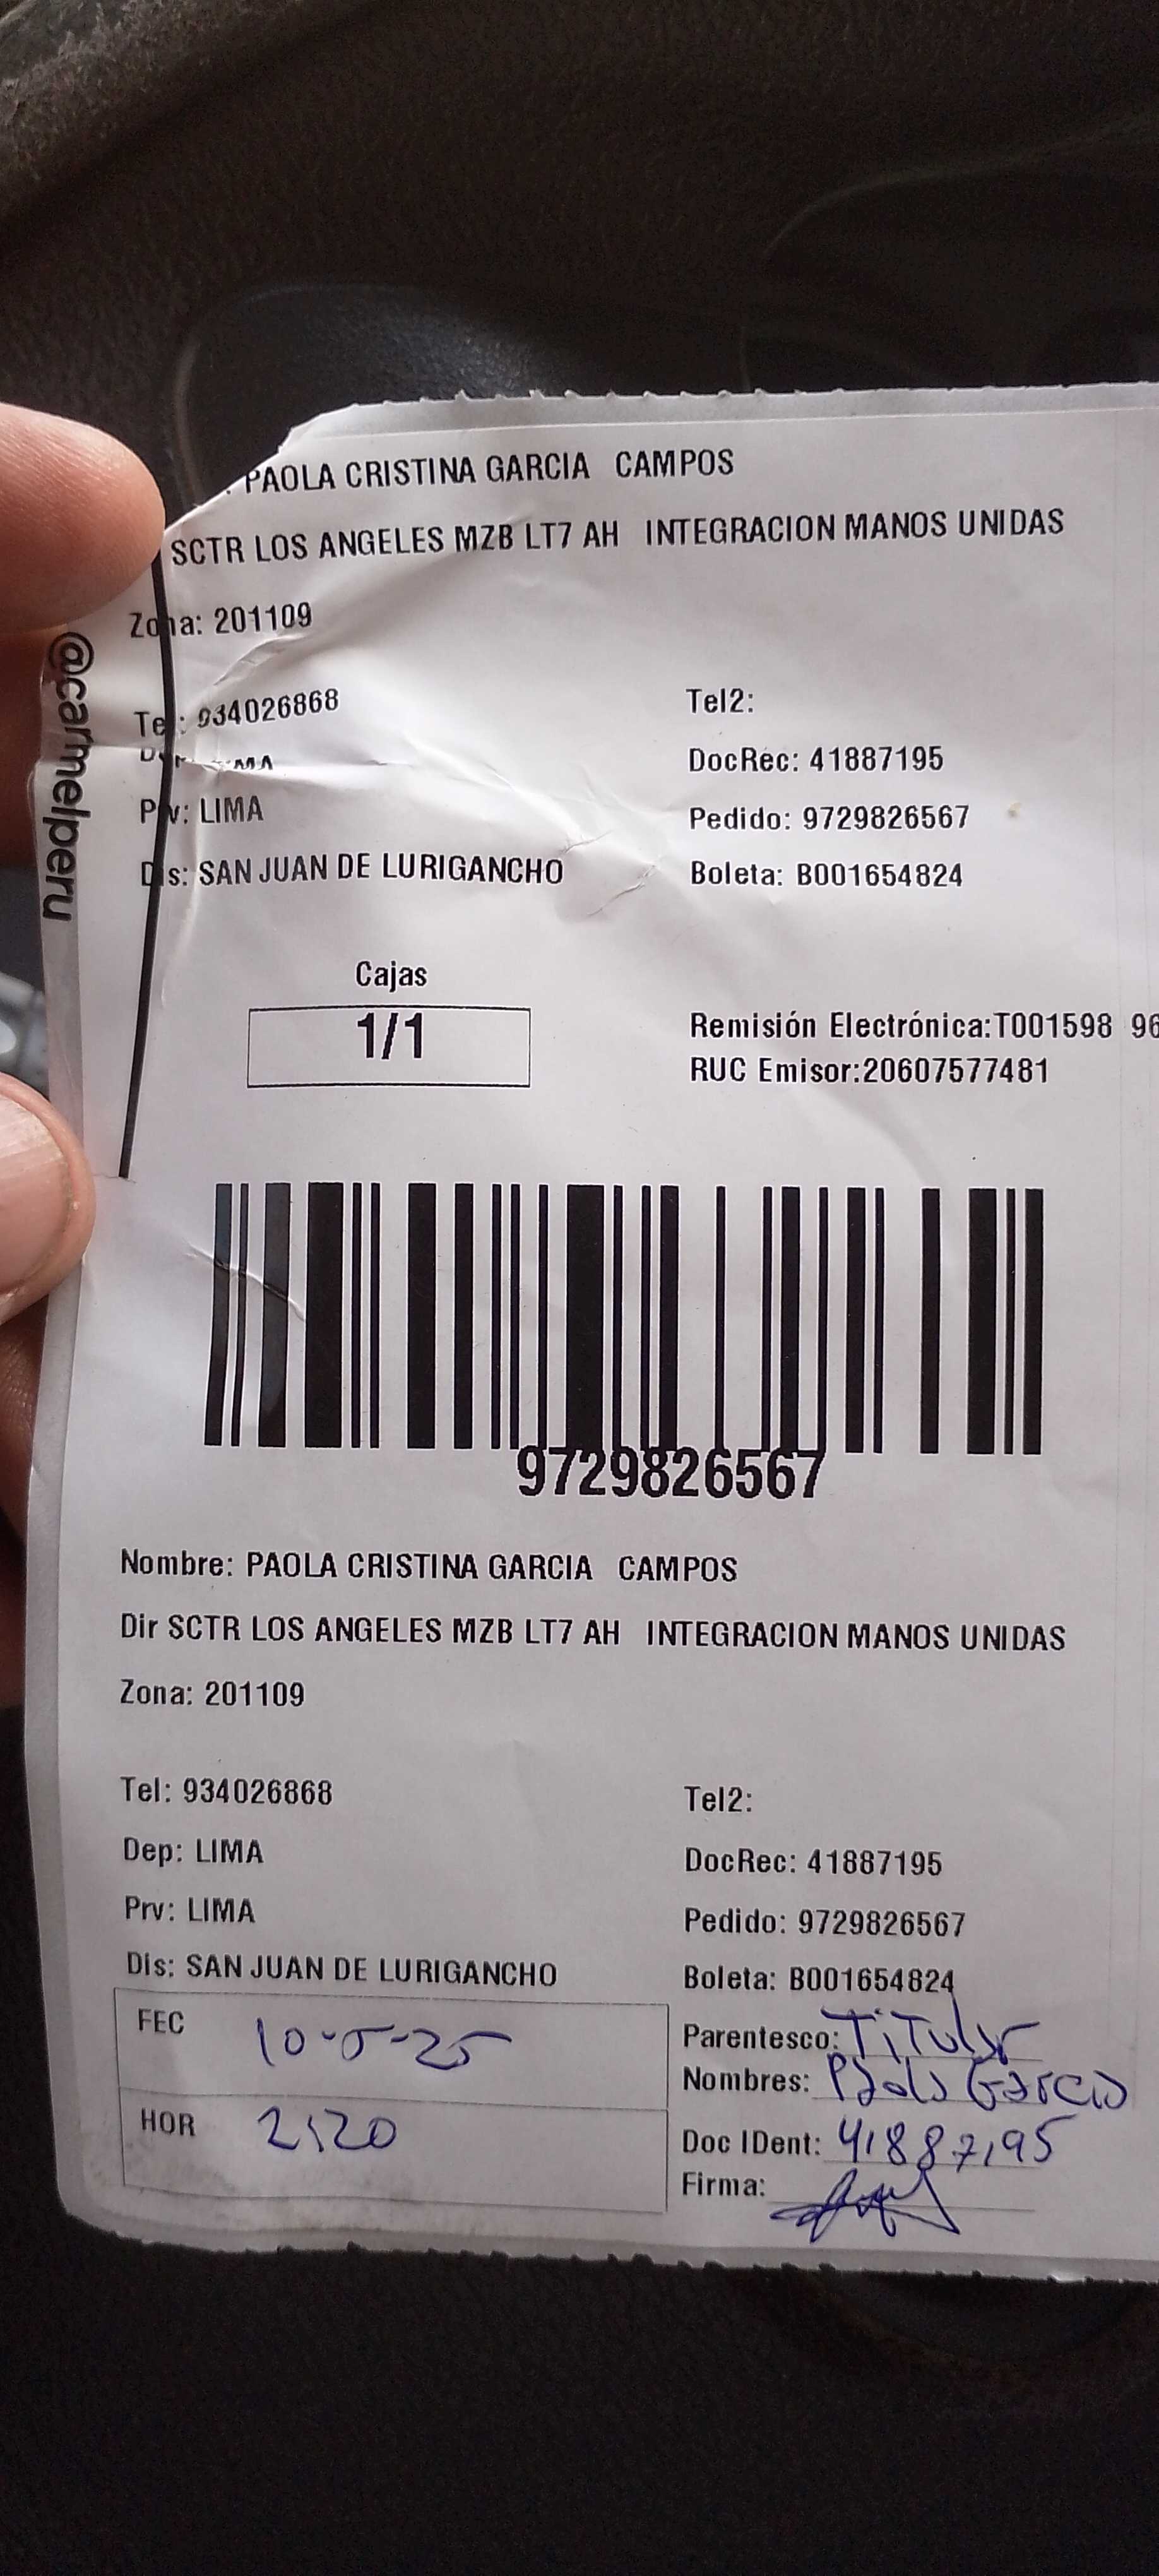 PAOLA CRISTINA GARCIA CAMPOS
SCTR LOS ANGELES MZB LT7 AH INTEGRACION MANOS UNIDAS
Zona: 201109
Tel: 934026868
Tel2:
DocRec: 41887195
Prv: LIMA
Pedido: 9729826567
Dis: SAN JUAN DE LURIGANCHO
Boleta: B001654824
@carmelperu
Cajas
1/1
Remisión Electrónica:T001598 96
RUC Emisor:20607577481
9729826567
Nombre: PAOLA CRISTINA GARCIA CAMPOS
Dir SCTR LOS ANGELES MZB LT7 AH INTEGRACION MANOS UNIDAS
Zona: 201109
Tel: 934026868
Tel2:
Dep: LIMA
DocRec: 41887195
Prv: LIMA
Pedido: 9729826567
Dis: SAN JUAN DE LURIGANCHO
Boleta: B001654824
FEC 10-5-25
Parentesco: Titular
Nombres: Paola Garcia
HOR 2:20
Doc IDent: 41887195
Firma: